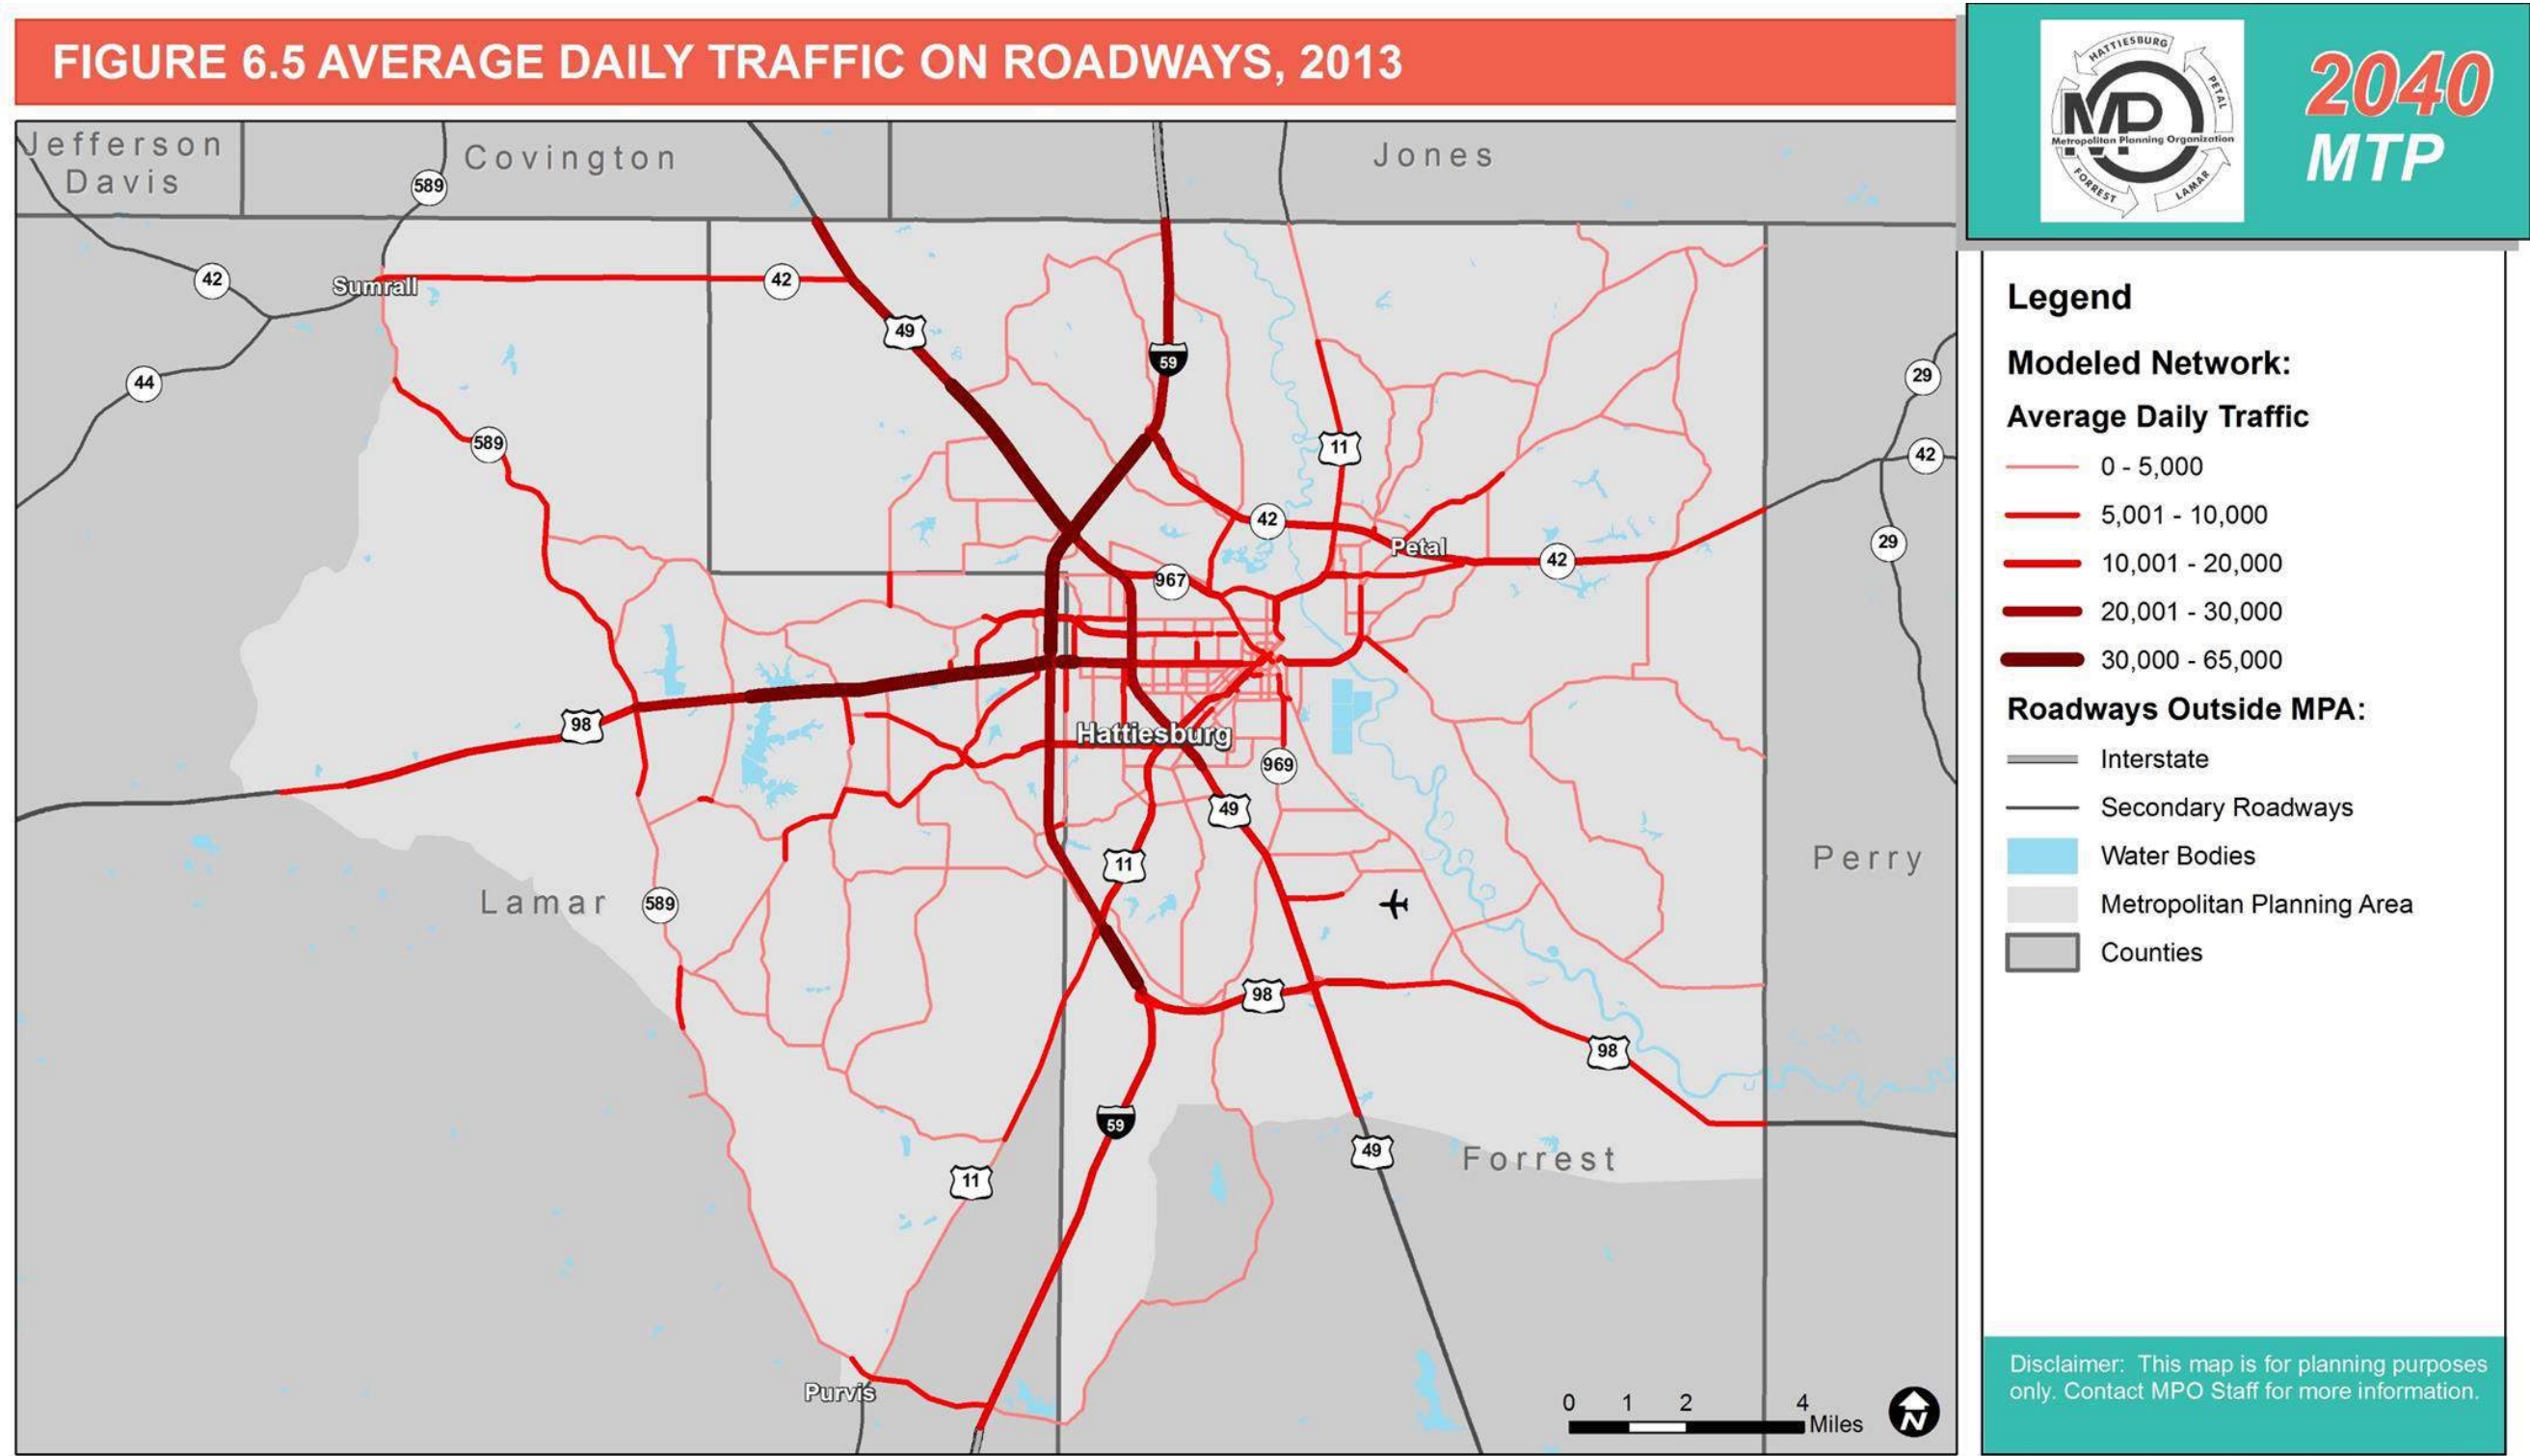 FIGURE 6.5 AVERAGE DAILY TRAFFIC ON ROADWAYS, 2013
HATTIESBURG
PETAL
LAMAR
FORREST
MP
Metropolitan Planning Organization
2040
MTP
Jefferson
Davis
Covington
Jones
589
42
Sumrall
42
49
59
29
44
11
589
42
42
Petal
42
29
967
98
Hattiesburg
969
49
11
Perry
Lamar
589
98
98
59
49
Forrest
11
Purvis
0 1 2 4
Miles
N
Legend
Modeled Network:
Average Daily Traffic
0 - 5,000
5,001 - 10,000
10,001 - 20,000
20,001 - 30,000
30,000 - 65,000
Roadways Outside MPA:
Interstate
Secondary Roadways
Water Bodies
Metropolitan Planning Area
Counties
Disclaimer: This map is for planning purposes
only. Contact MPO Staff for more information.